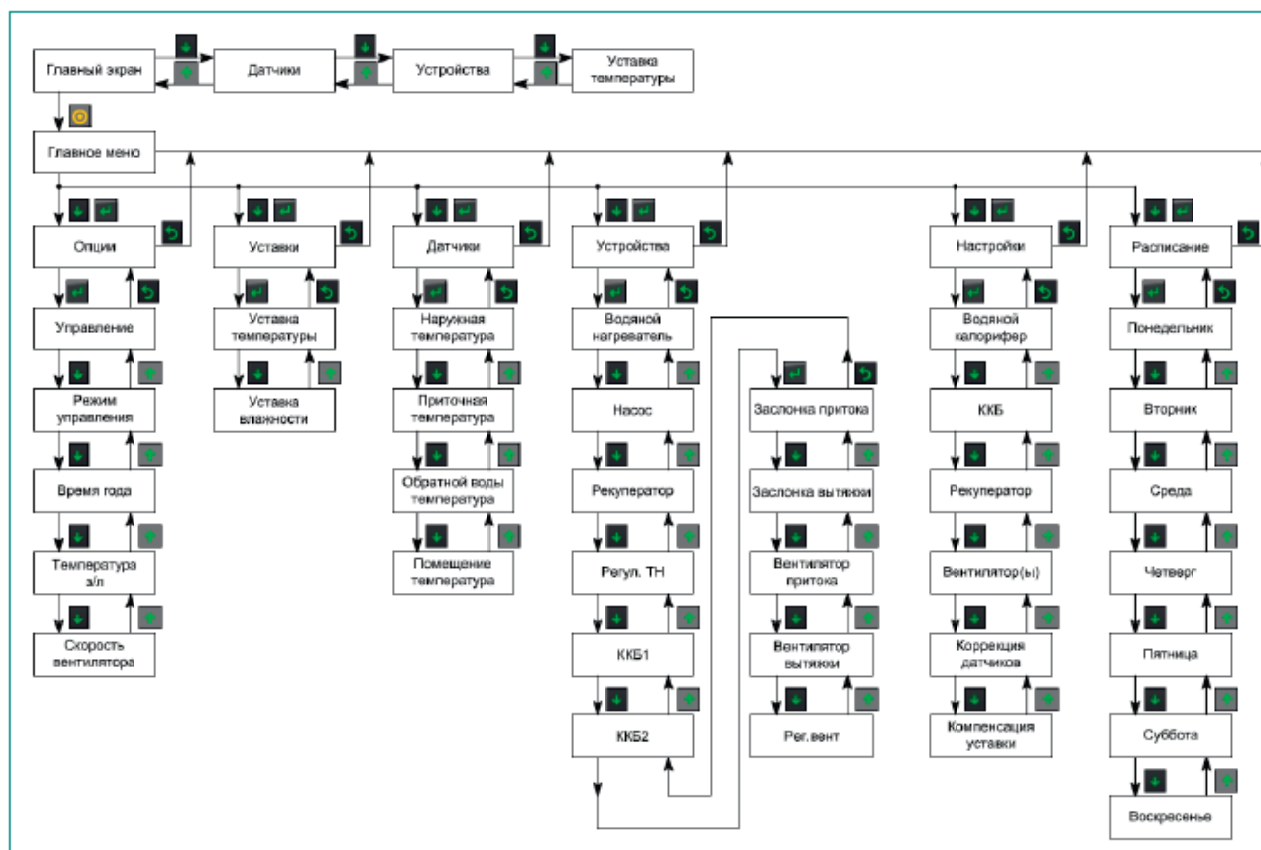 Главный экран
Датчики
Устройства
Уставка
температуры
Главное меню
Опции
Уставки
Датчики
Устройства
Настройки
Расписание
Управление
Режим
управления
Время года
Температура
з/л
Скорость
вентилятора
Уставка
температуры
Уставка
влажности
Наружная
температура
Приточная
температура
Обратной воды
температура
Помещение
температура
Водяной
нагреватель
Насос
Рекуператор
Регул. ТН
ККБ1
ККБ2
Заслонка притока
Заслонка вытяжки
Вентилятор
притока
Вентилятор
вытяжки
Рег.вент
Водяной
калорифер
ККБ
Рекуператор
Вентилятор(ы)
Коррекция
датчиков
Компенсация
уставки
Понедельник
Вторник
Среда
Четверг
Пятница
Суббота
Воскресенье